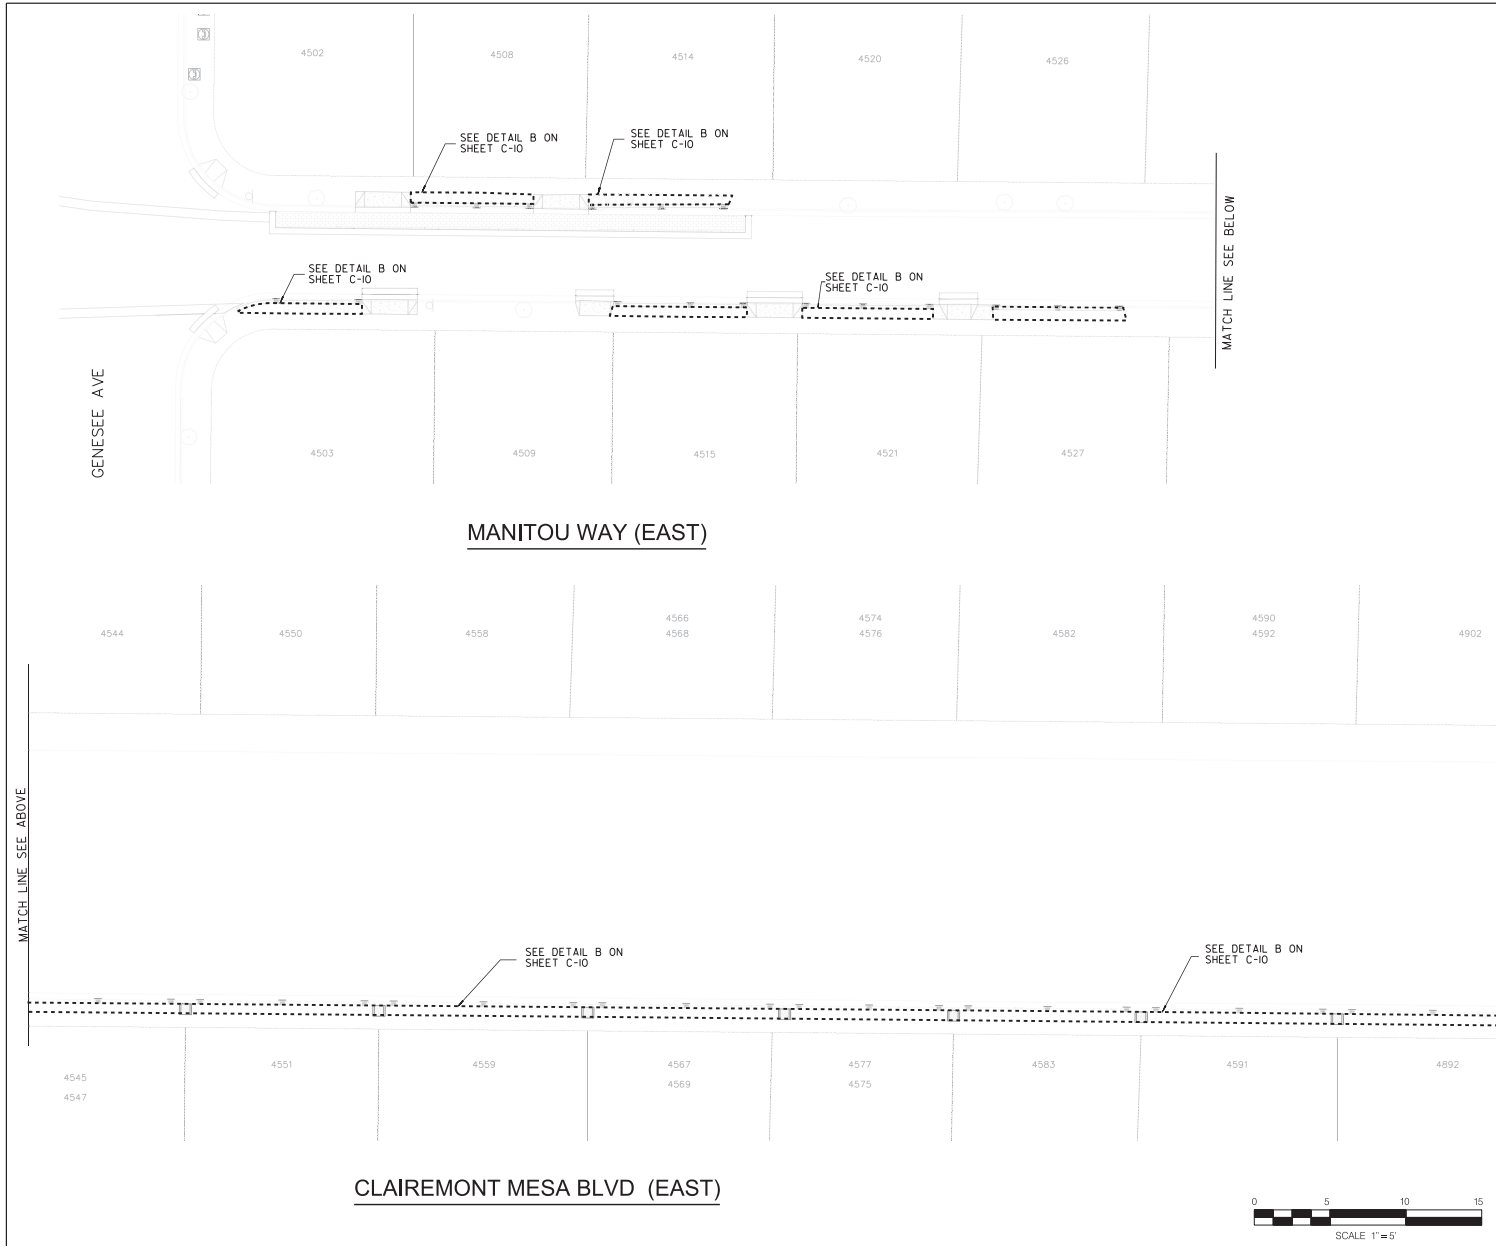 4502
4508
4514
4520
4526
SEE DETAIL B ON
SHEET C-10
SEE DETAIL B ON
SHEET C-10
MATCH LINE SEE BELOW
SEE DETAIL B ON
SHEET C-10
SEE DETAIL B ON
SHEET C-10
GENESEE AVE
4503
4509
4515
4521
4527
MANITOU WAY (EAST)
4544
4550
4558
4566
4568
4574
4576
4582
4590
4592
4902
MATCH LINE SEE ABOVE
SEE DETAIL B ON
SHEET C-10
SEE DETAIL B ON
SHEET C-10
4545
4547
4551
4559
4567
4569
4577
4575
4583
4591
4892
CLAIREMONT MESA BLVD (EAST)
0 5 10 15
SCALE 1" = 5'